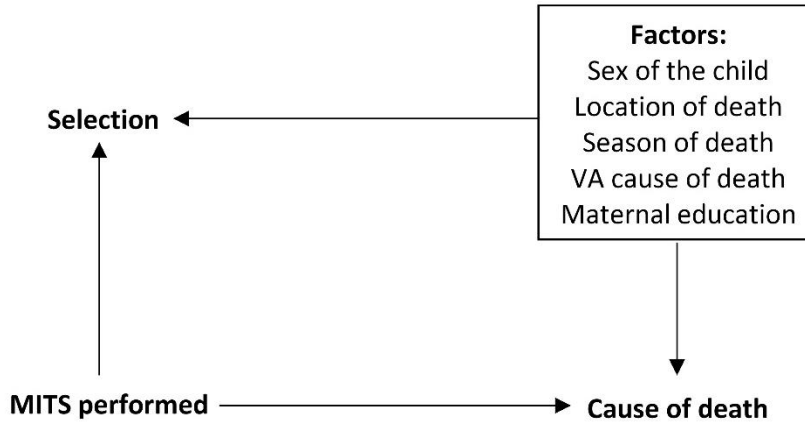 Factors:
Sex of the child
Location of death
Selection
Season of death
VA cause of death
Maternal education
MITS performed
Cause of death